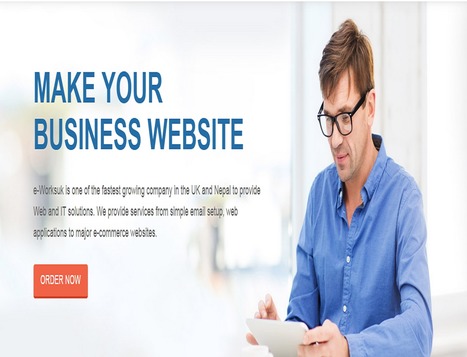 MAKE YOUR
BUSINESS WEBSITE
e-Worksuk is one of the fastest growing company in the UK and Nepal to provide
Web and IT solutions. We provide services from simple email setup, web
applications to major e-commerce websites.
ORDER NOW